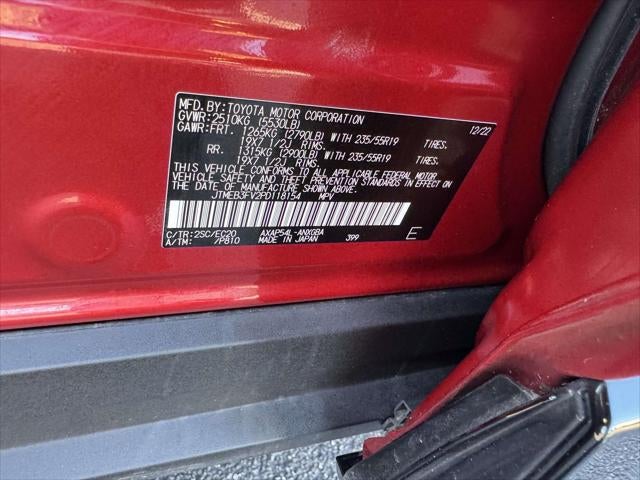 MFD.BY:TOYOTA MOTOR CORPORATION 12/22
GVWR:2510KG (5530LB)
GAWR:FRT. 1265KG (2790LB) WITH 235/55R19 TIRES.
19X7 1/2J RIMS.
RR. 1315KG (2900LB) WITH 235/55R19 TIRES.
19X7 1/2J RIMS.
THIS VEHICLE CONFORMS TO ALL APPLICABLE FEDERAL MOTOR
VEHICLE SAFETY AND THEFT PREVENTION STANDARDS IN EFFECT ON
THE DATE OF MANUFACTURE SHOWN ABOVE.
JTMEB3FV2PD118154 MPV
C/TR:2SC/EC20 AXAP54L-ANXGBA
A/TM: 7P810 MADE IN JAPAN 399 E